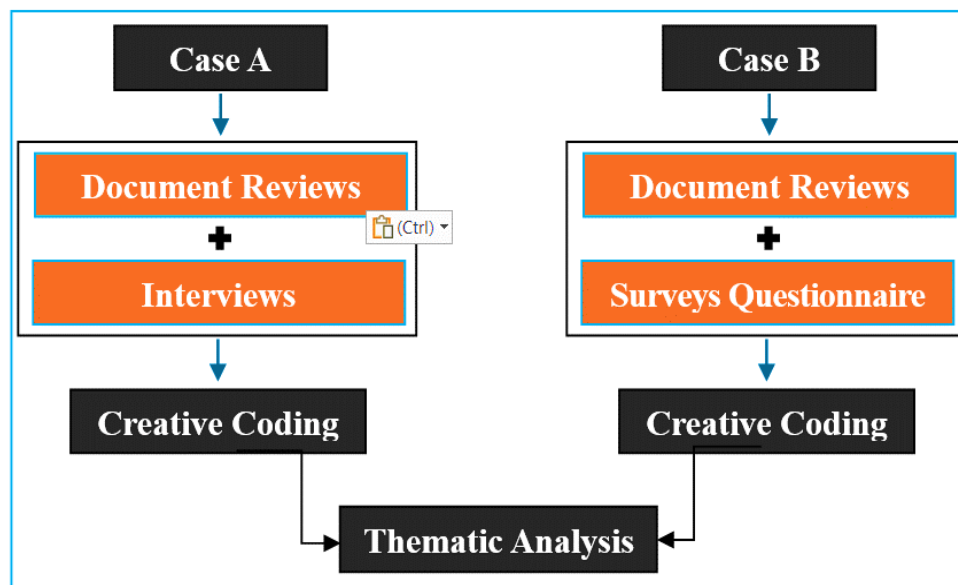 Case A
Case B
Document Reviews
Document Reviews
(Ctrl)
Interviews
Surveys Questionnaire
Creative Coding
Creative Coding
Thematic Analysis